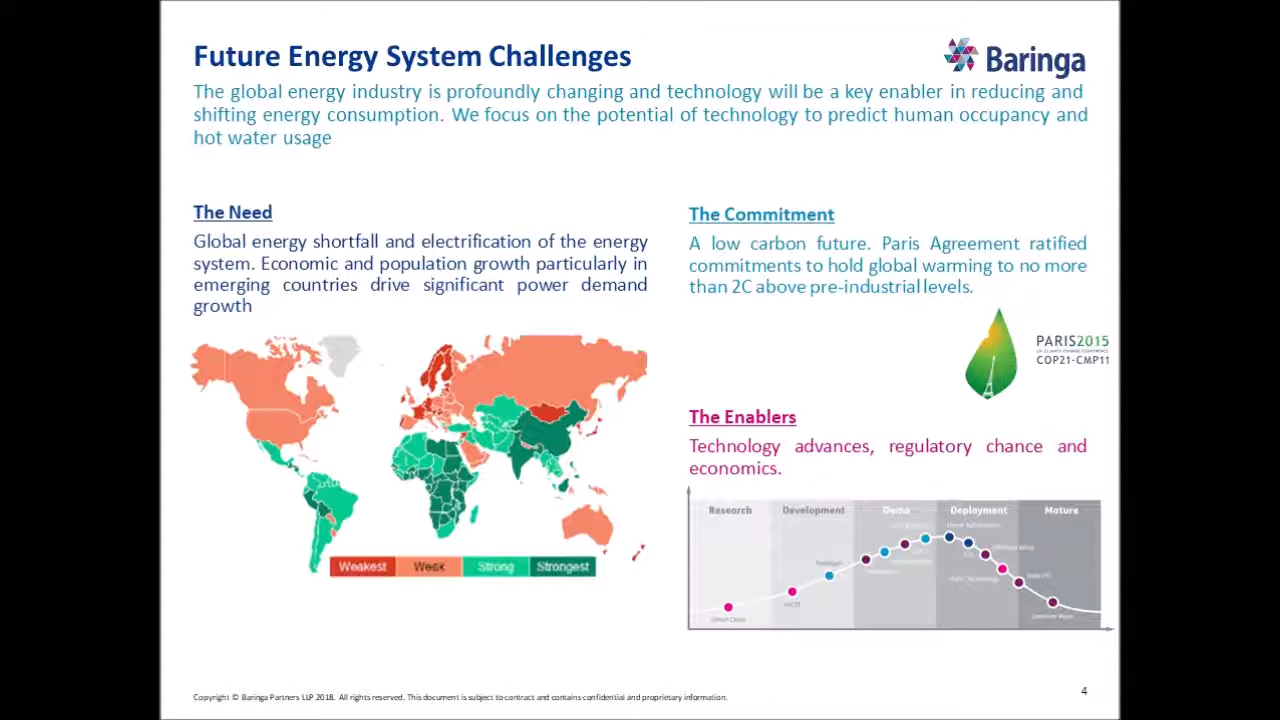 Future Energy System Challenges
Baringa
The global energy industry is profoundly changing and technology will be a key enabler in reducing and
shifting energy consumption. We focus on the potential of technology to predict human occupancy and
hot water usage
The Need
Global energy shortfall and electrification of the energy
system. Economic and population growth particularly in
emerging countries drive significant power demand
growth
Weakest Weak Strong Strongest
The Commitment
A low carbon future. Paris Agreement ratified
commitments to hold global warming to no more
than 2C above pre-industrial levels.
PARIS2015
UN CLIMATE CHANGE CONFERENCE
COP21-CMP11
The Enablers
Technology advances, regulatory chance and
economics.
Research Development Demo Deployment Mature
Copyright © Baringa Partners LLP 2018. All rights reserved. This document is subject to contract and contains confidential and proprietary information.
4